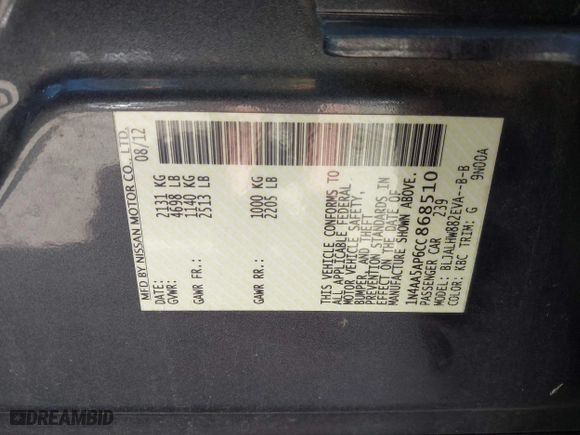 MFD BY NISSAN MOTOR CO., LTD.
DATE: 08/12
GVWR: 2131 KG
4698 LB
GAWR FR.: 1140 KG
2513 LB
GAWR RR.: 1000 KG
2205 LB
THIS VEHICLE CONFORMS TO
ALL APPLICABLE FEDERAL
MOTOR VEHICLE SAFETY,
BUMPER, AND THEFT
PREVENTION STANDARDS IN
EFFECT ON THE DATE OF
MANUFACTURE SHOWN ABOVE.
1N4AA5AP6CC868510
PASSENGER CAR 239
MODEL: BLJALHW882EVA--B-B
COLOR: KBC TRIM: G 9N00A
DREAMBID